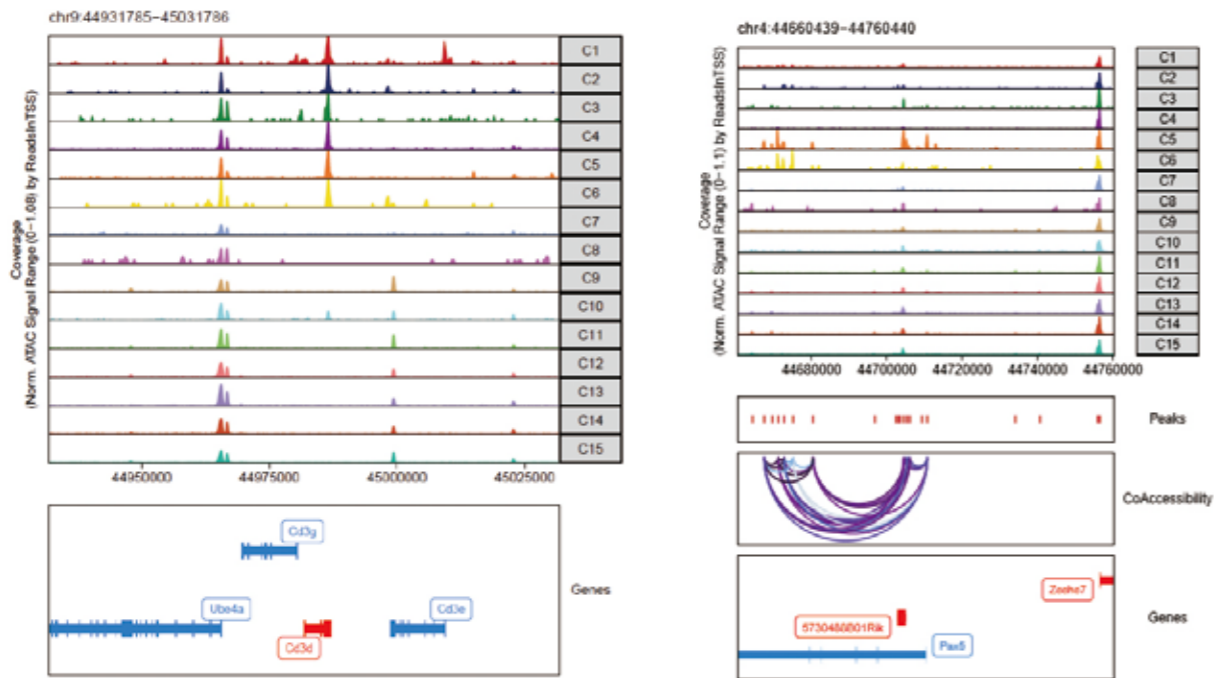 chr9:44931785–45031786
Coverage
(Norm. ATAC Signal Range (0–1.08) by ReadsInTSS)
C1
C2
C3
C4
C5
C6
C7
C8
C9
C10
C11
C12
C13
C14
C15
44950000 44975000 45000000 45025000
Cd3g
Ube4a
Cd3e
Cd3d
Genes
chr4:44660439–44760440
Coverage
(Norm. ATAC Signal Range (0–1.1) by ReadsInTSS)
C1
C2
C3
C4
C5
C6
C7
C8
C9
C10
C11
C12
C13
C14
C15
44680000 44700000 44720000 44740000 44760000
Peaks
CoAccessibility
Zcchc7
5730488B01Rik
Pax5
Genes